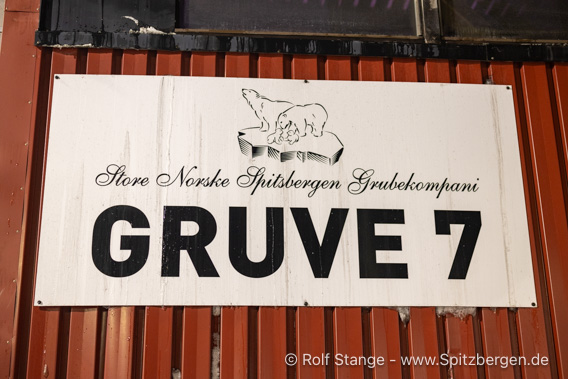 Store Norske Spitsbergen Grubekompani
GRUVE 7
© Rolf Stange - www.Spitzbergen.de